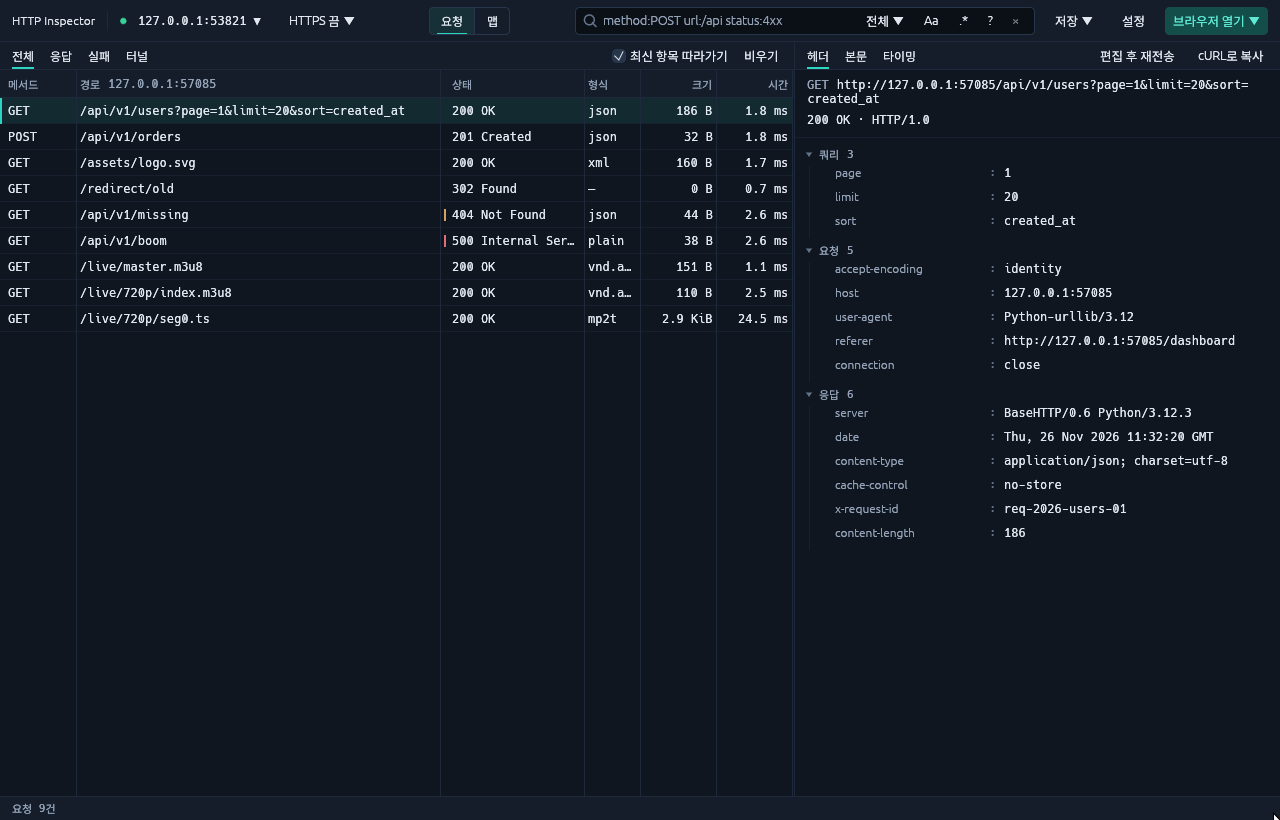 HTTP Inspector 127.0.0.1:53821 ▼ HTTPS 끔 ▼ 요청 맵 method:POST url:/api status:4xx 전체 ▼ Aa .* ? × 저장 ▼ 설정 브라우저 열기 ▼
전체 응답 실패 터널 최신 항목 따라가기 비우기
메서드 경로 127.0.0.1:57085 상태 형식 크기 시간
GET /api/v1/users?page=1&limit=20&sort=created_at 200 OK json 186 B 1.8 ms
POST /api/v1/orders 201 Created json 32 B 1.8 ms
GET /assets/logo.svg 200 OK xml 160 B 1.7 ms
GET /redirect/old 302 Found — 0 B 0.7 ms
GET /api/v1/missing 404 Not Found json 44 B 2.6 ms
GET /api/v1/boom 500 Internal Ser… plain 38 B 2.6 ms
GET /live/master.m3u8 200 OK vnd.a… 151 B 1.1 ms
GET /live/720p/index.m3u8 200 OK vnd.a… 110 B 2.5 ms
GET /live/720p/seg0.ts 200 OK mp2t 2.9 KiB 24.5 ms
헤더 본문 타이밍 편집 후 재전송 cURL로 복사
GET http://127.0.0.1:57085/api/v1/users?page=1&limit=20&sort=
created_at
200 OK · HTTP/1.0
쿼리 3
page : 1
limit : 20
sort : created_at
요청 5
accept-encoding : identity
host : 127.0.0.1:57085
user-agent : Python-urllib/3.12
referer : http://127.0.0.1:57085/dashboard
connection : close
응답 6
server : BaseHTTP/0.6 Python/3.12.3
date : Thu, 26 Nov 2026 11:32:20 GMT
content-type : application/json; charset=utf-8
cache-control : no-store
x-request-id : req-2026-users-01
content-length : 186
요청 9건